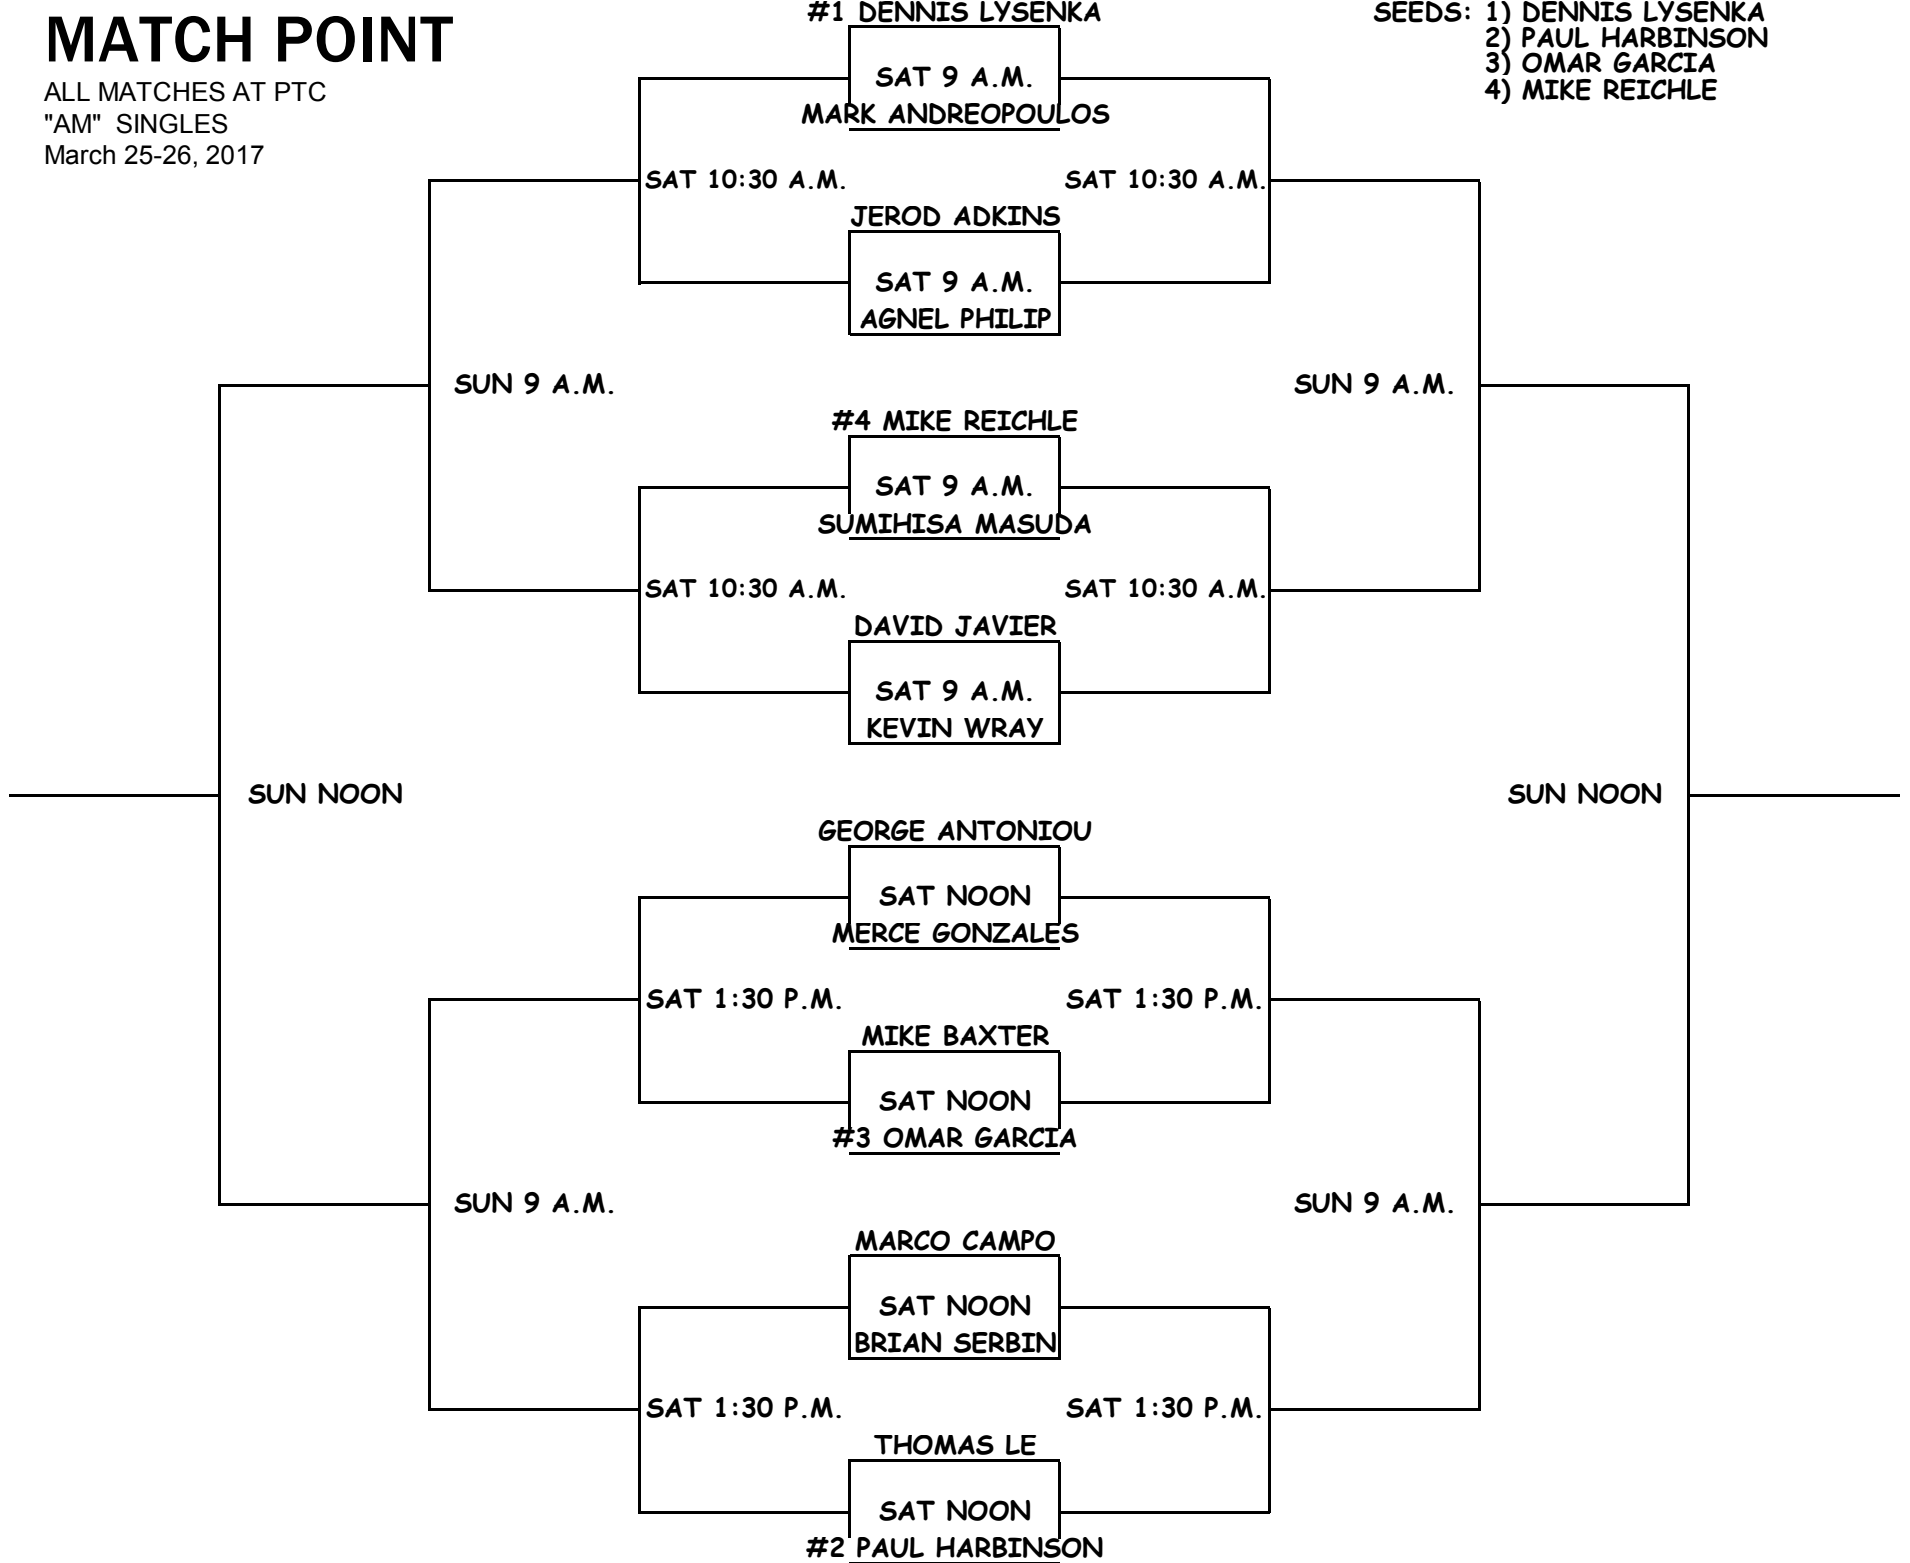 #1 DENNIS LYSENKA
SEEDS: 1) DENNIS LYSENKA
MATCH POINT
2) PAUL HARBINSON
3) OMAR GARCIA
4) MIKE REICHLE
ALL MATCHES AT PTC
"AM" SINGLES
March 25-26, 2017
SAT 9 A.M.
MARK ANDREOPOULOS
SAT 10:30 A.M.
SAT 10:30 A.M.
JEROD ADKINS
SAT 9 A.M.
AGNEL PHILIP
SUN 9 A.M.
SUN 9 A.M.
#4 MIKE REICHLE
SAT 9 A.M.
SUMIHISA MASUDA
SAT 10:30 A.M.
SAT 10:30 A.M.
DAVID JAVIER
SAT 9 A.M.
KEVIN WRAY
SUN NOON
SUN NOON
GEORGE ANTONIOU
SAT NOON
MERCE GONZALES
SAT 1:30 P.M.
SAT 1:30 P.M.
MIKE BAXTER
SAT NOON
#3 OMAR GARCIA
SUN 9 A.M.
SUN 9 A.M.
MARCO CAMPO
SAT NOON
BRIAN SERBIN
SAT 1:30 P.M.
SAT 1:30 P.M.
THOMAS LE
SAT NOON
#2 PAUL HARBINSON